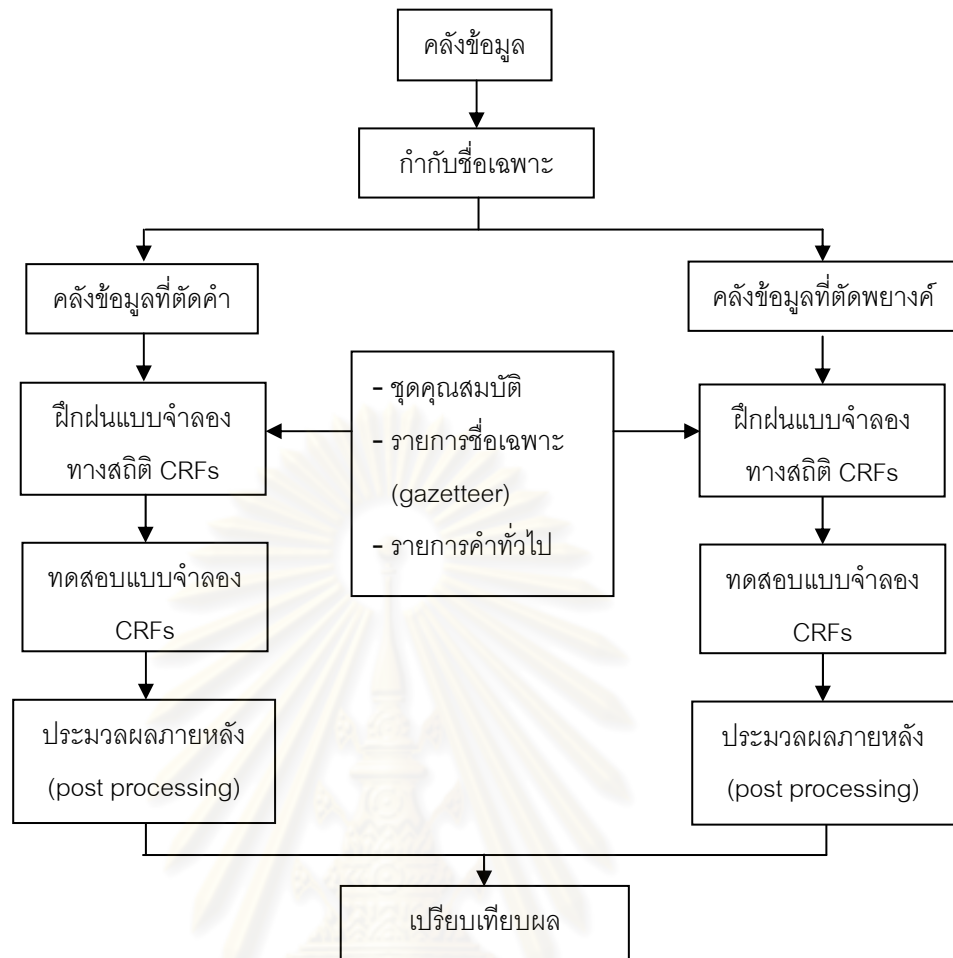 คลังข้อมูล
กำกับชื่อเฉพาะ
คลังข้อมูลที่ตัดคำ
คลังข้อมูลที่ตัดพยางค์
ฝึกฝนแบบจำลอง
ทางสถิติ CRFs
- ชุดคุณสมบัติ
- รายการชื่อเฉพาะ
(gazetteer)
- รายการคำทั่วไป
ฝึกฝนแบบจำลอง
ทางสถิติ CRFs
ทดสอบแบบจำลอง
CRFs
ทดสอบแบบจำลอง
CRFs
ประมวลผลภายหลัง
(post processing)
ประมวลผลภายหลัง
(post processing)
เปรียบเทียบผล